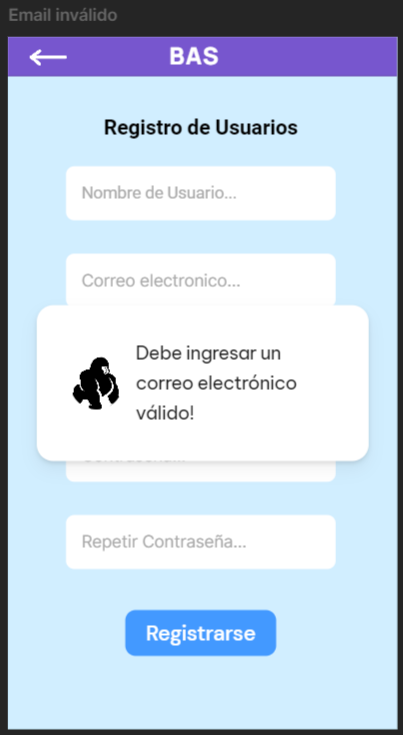 Email inválido
BAS
Registro de Usuarios
Nombre de Usuario...
Correo electronico...
Debe ingresar un
correo electrónico
válido!
Repetir Contraseña...
Registrarse